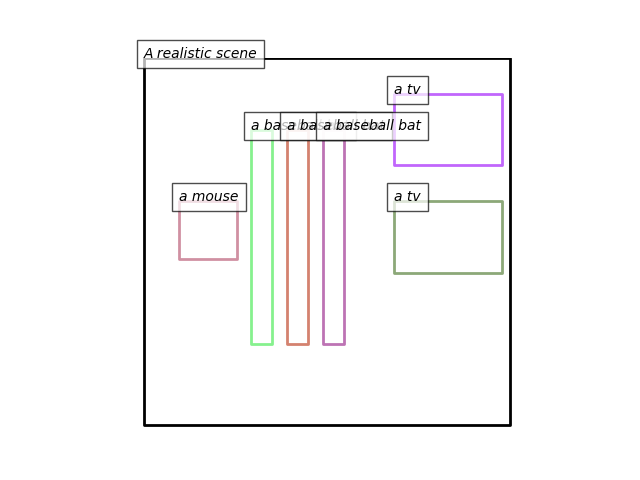 A realistic scene
a tv
a ba
a ba
a baseball bat
a mouse
a tv